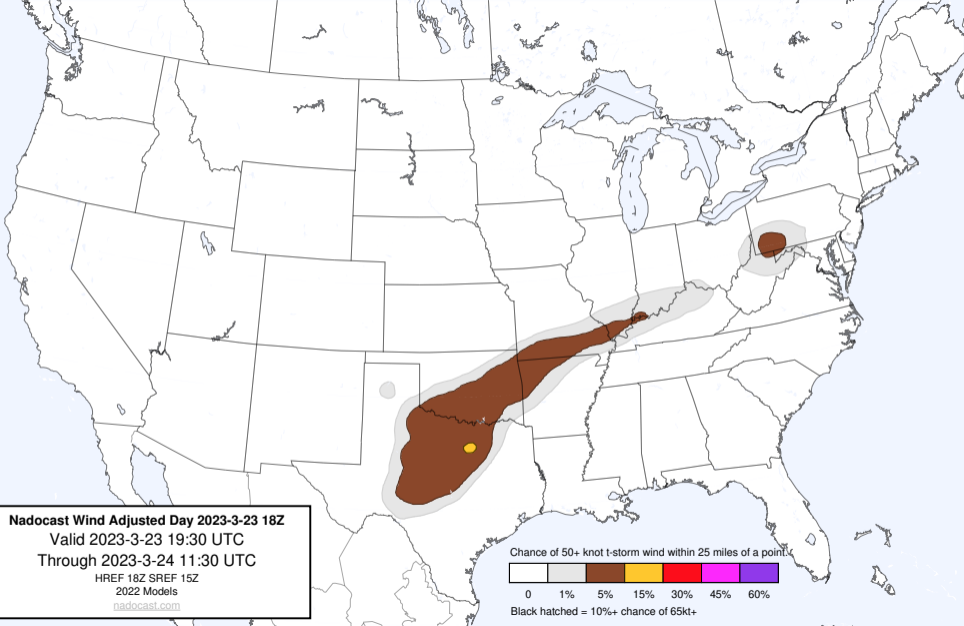 Nadocast Wind Adjusted Day 2023-3-23 18Z
Valid 2023-3-23 19:30 UTC
Through 2023-3-24 11:30 UTC
HREF 18Z SREF 15Z
2022 Models
nadocast.com
Chance of 50+ knot t-storm wind within 25 miles of a point.
0 1% 5% 15% 30% 45% 60%
Black hatched = 10%+ chance of 65kt+